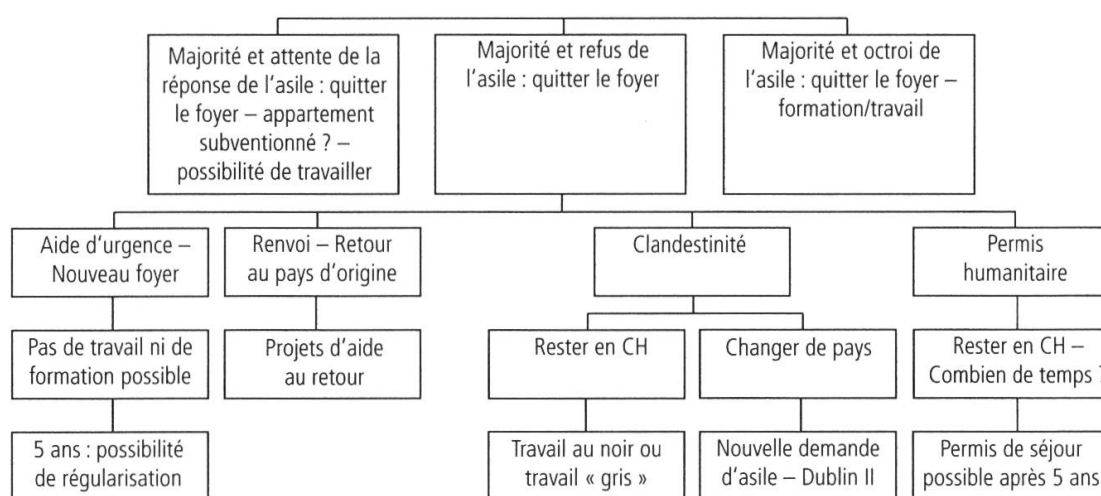 Majorité et attente de la
réponse de l'asile : quitter
le foyer – appartement
subventionné ? –
possibilité de travailler
Majorité et refus de
l'asile : quitter le foyer
Majorité et octroi de
l'asile : quitter le foyer –
formation/travail
Aide d'urgence –
Nouveau foyer
Renvoi – Retour
au pays d'origine
Clandestinité
Permis
humanitaire
Pas de travail ni de
formation possible
Projets d'aide
au retour
Rester en CH
Changer de pays
Rester en CH –
Combien de temps ?
5 ans : possibilité
de régularisation
Travail au noir ou
travail « gris »
Nouvelle demande
d'asile – Dublin II
Permis de séjour
possible après 5 ans